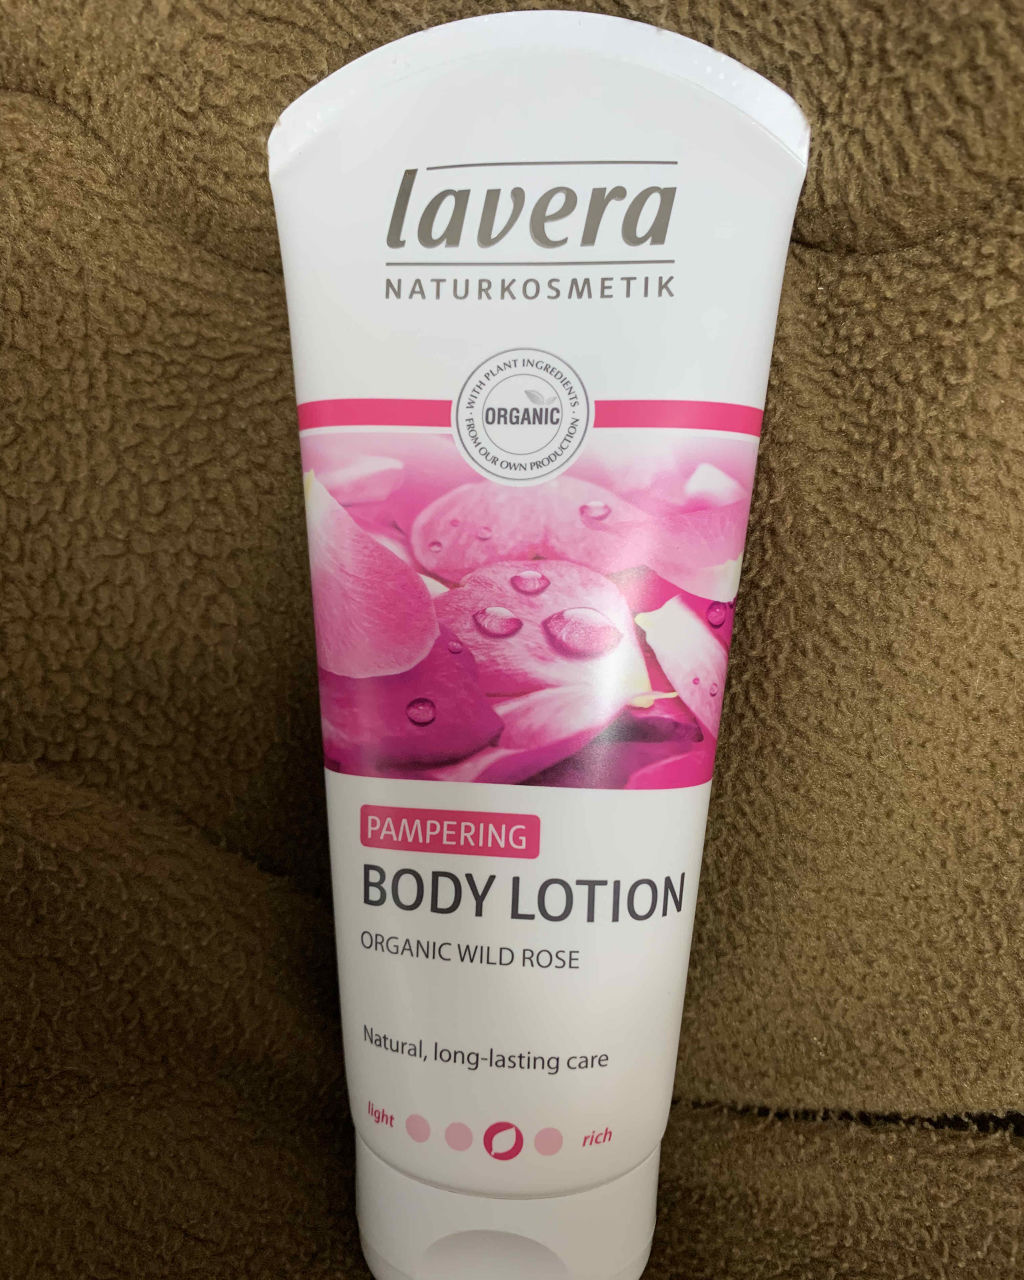 lavera
NATURKOSMETIK
· WITH PLANT INGREDIENTS ·
ORGANIC
FROM OUR OWN PRODUCTION
PAMPERING
BODY LOTION
ORGANIC WILD ROSE
Natural, long-lasting care
light
rich